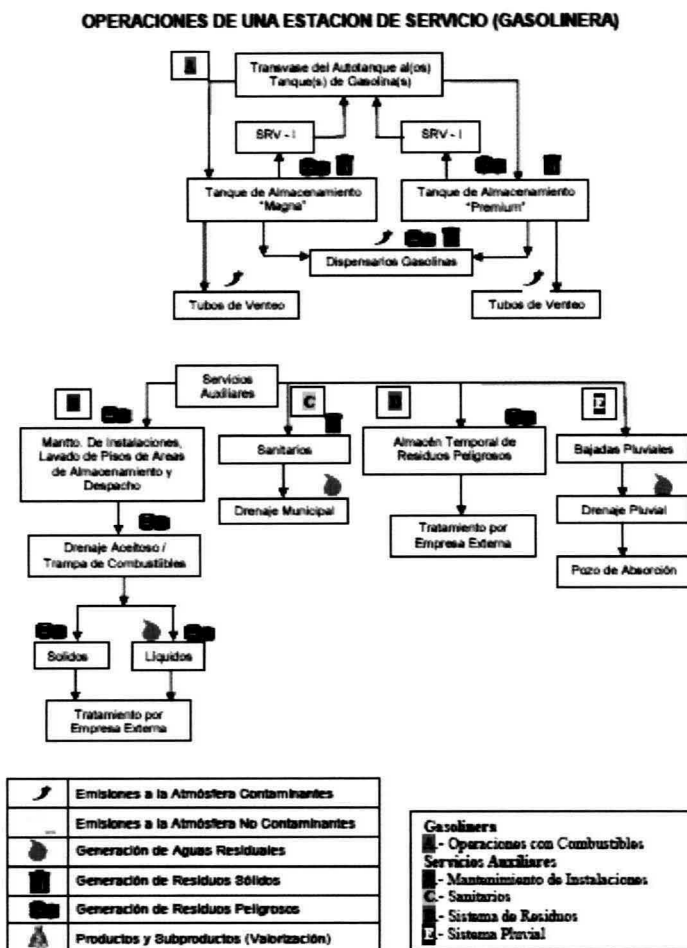 OPERACIONES DE UNA ESTACION DE SERVICIO (GASOLINERA)
A
Transvase del Autotanque al(os)
Tanque(s) de Gasolina(s)
SRV - I
SRV - I
Tanque de Almacenamiento
"Magna"
Tanque de Almacenamiento
"Premium"
Dispensarios Gasolinas
Tubos de Venteo
Tubos de Venteo
Servicios
Auxiliares
C
E
Mantto. De Instalaciones,
Lavado de Pisos de Areas
de Almacenamiento y
Despacho
Sanitarios
Almacén Temporal de
Residuos Peligrosos
Bajadas Pluviales
Drenaje Municipal
Drenaje Pluvial
Drenaje Aceitoso /
Trampa de Combustibles
Tratamiento por
Empresa Externa
Pozo de Absorción
Solidos
Líquidos
Tratamiento por
Empresa Externa
Emisiones a la Atmósfera Contaminantes
Emisiones a la Atmósfera No Contaminantes
Generación de Aguas Residuales
Generación de Residuos Sólidos
Generación de Residuos Peligrosos
Productos y Subproductos (Valorización)
Gasolinera
A.- Operaciones con Combustibles
Servicios Auxiliares
.- Mantenimiento de Instalaciones
C.- Sanitarios
.- Sistema de Residuos
E.- Sistema Pluvial